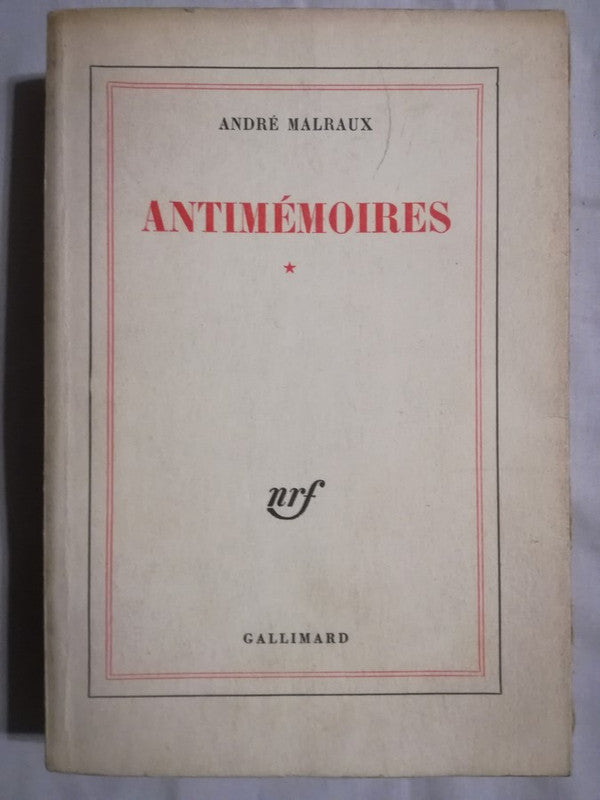 ANDRÉ MALRAUX
ANTIMÉMOIRES
★
nrf
GALLIMARD